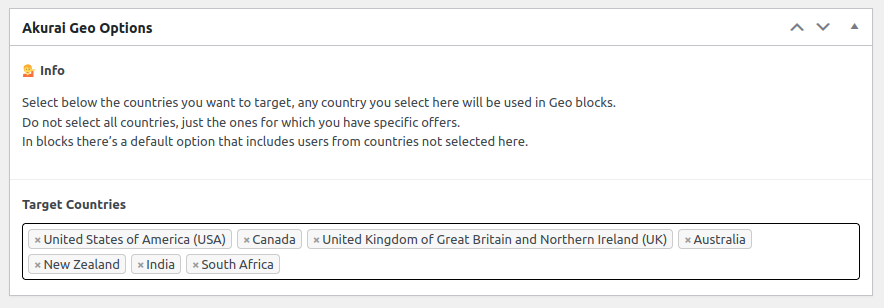 Akurai Geo Options
Info
Select below the countries you want to target, any country you select here will be used in Geo blocks.
Do not select all countries, just the ones for which you have specific offers.
In blocks there's a default option that includes users from countries not selected here.
Target Countries
×United States of America (USA) ×Canada ×United Kingdom of Great Britain and Northern Ireland (UK) ×Australia
×New Zealand ×India ×South Africa